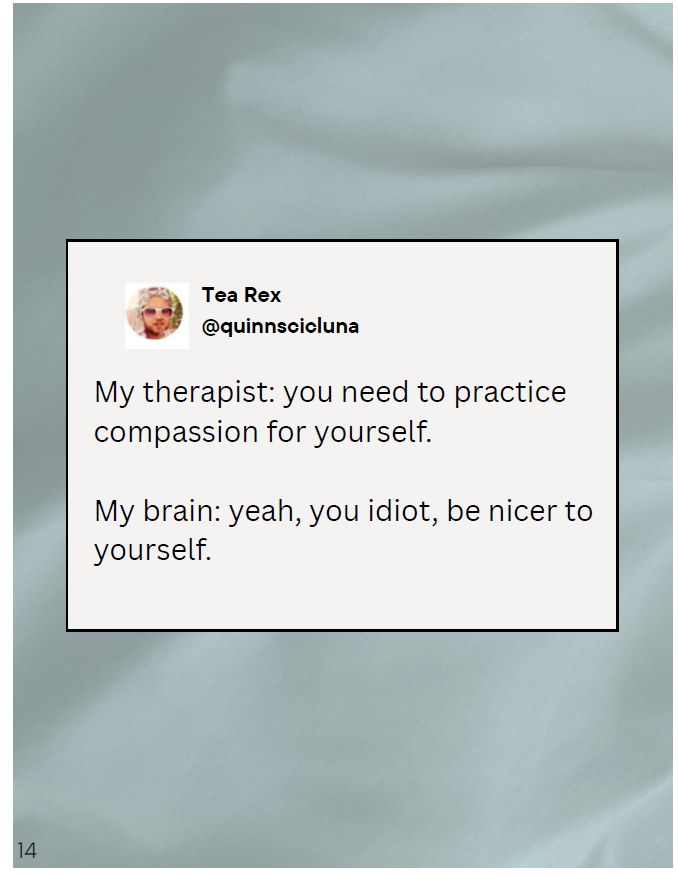 Tea Rex
@quinnscicluna
My therapist: you need to practice
compassion for yourself.
My brain: yeah, you idiot, be nicer to
yourself.
14